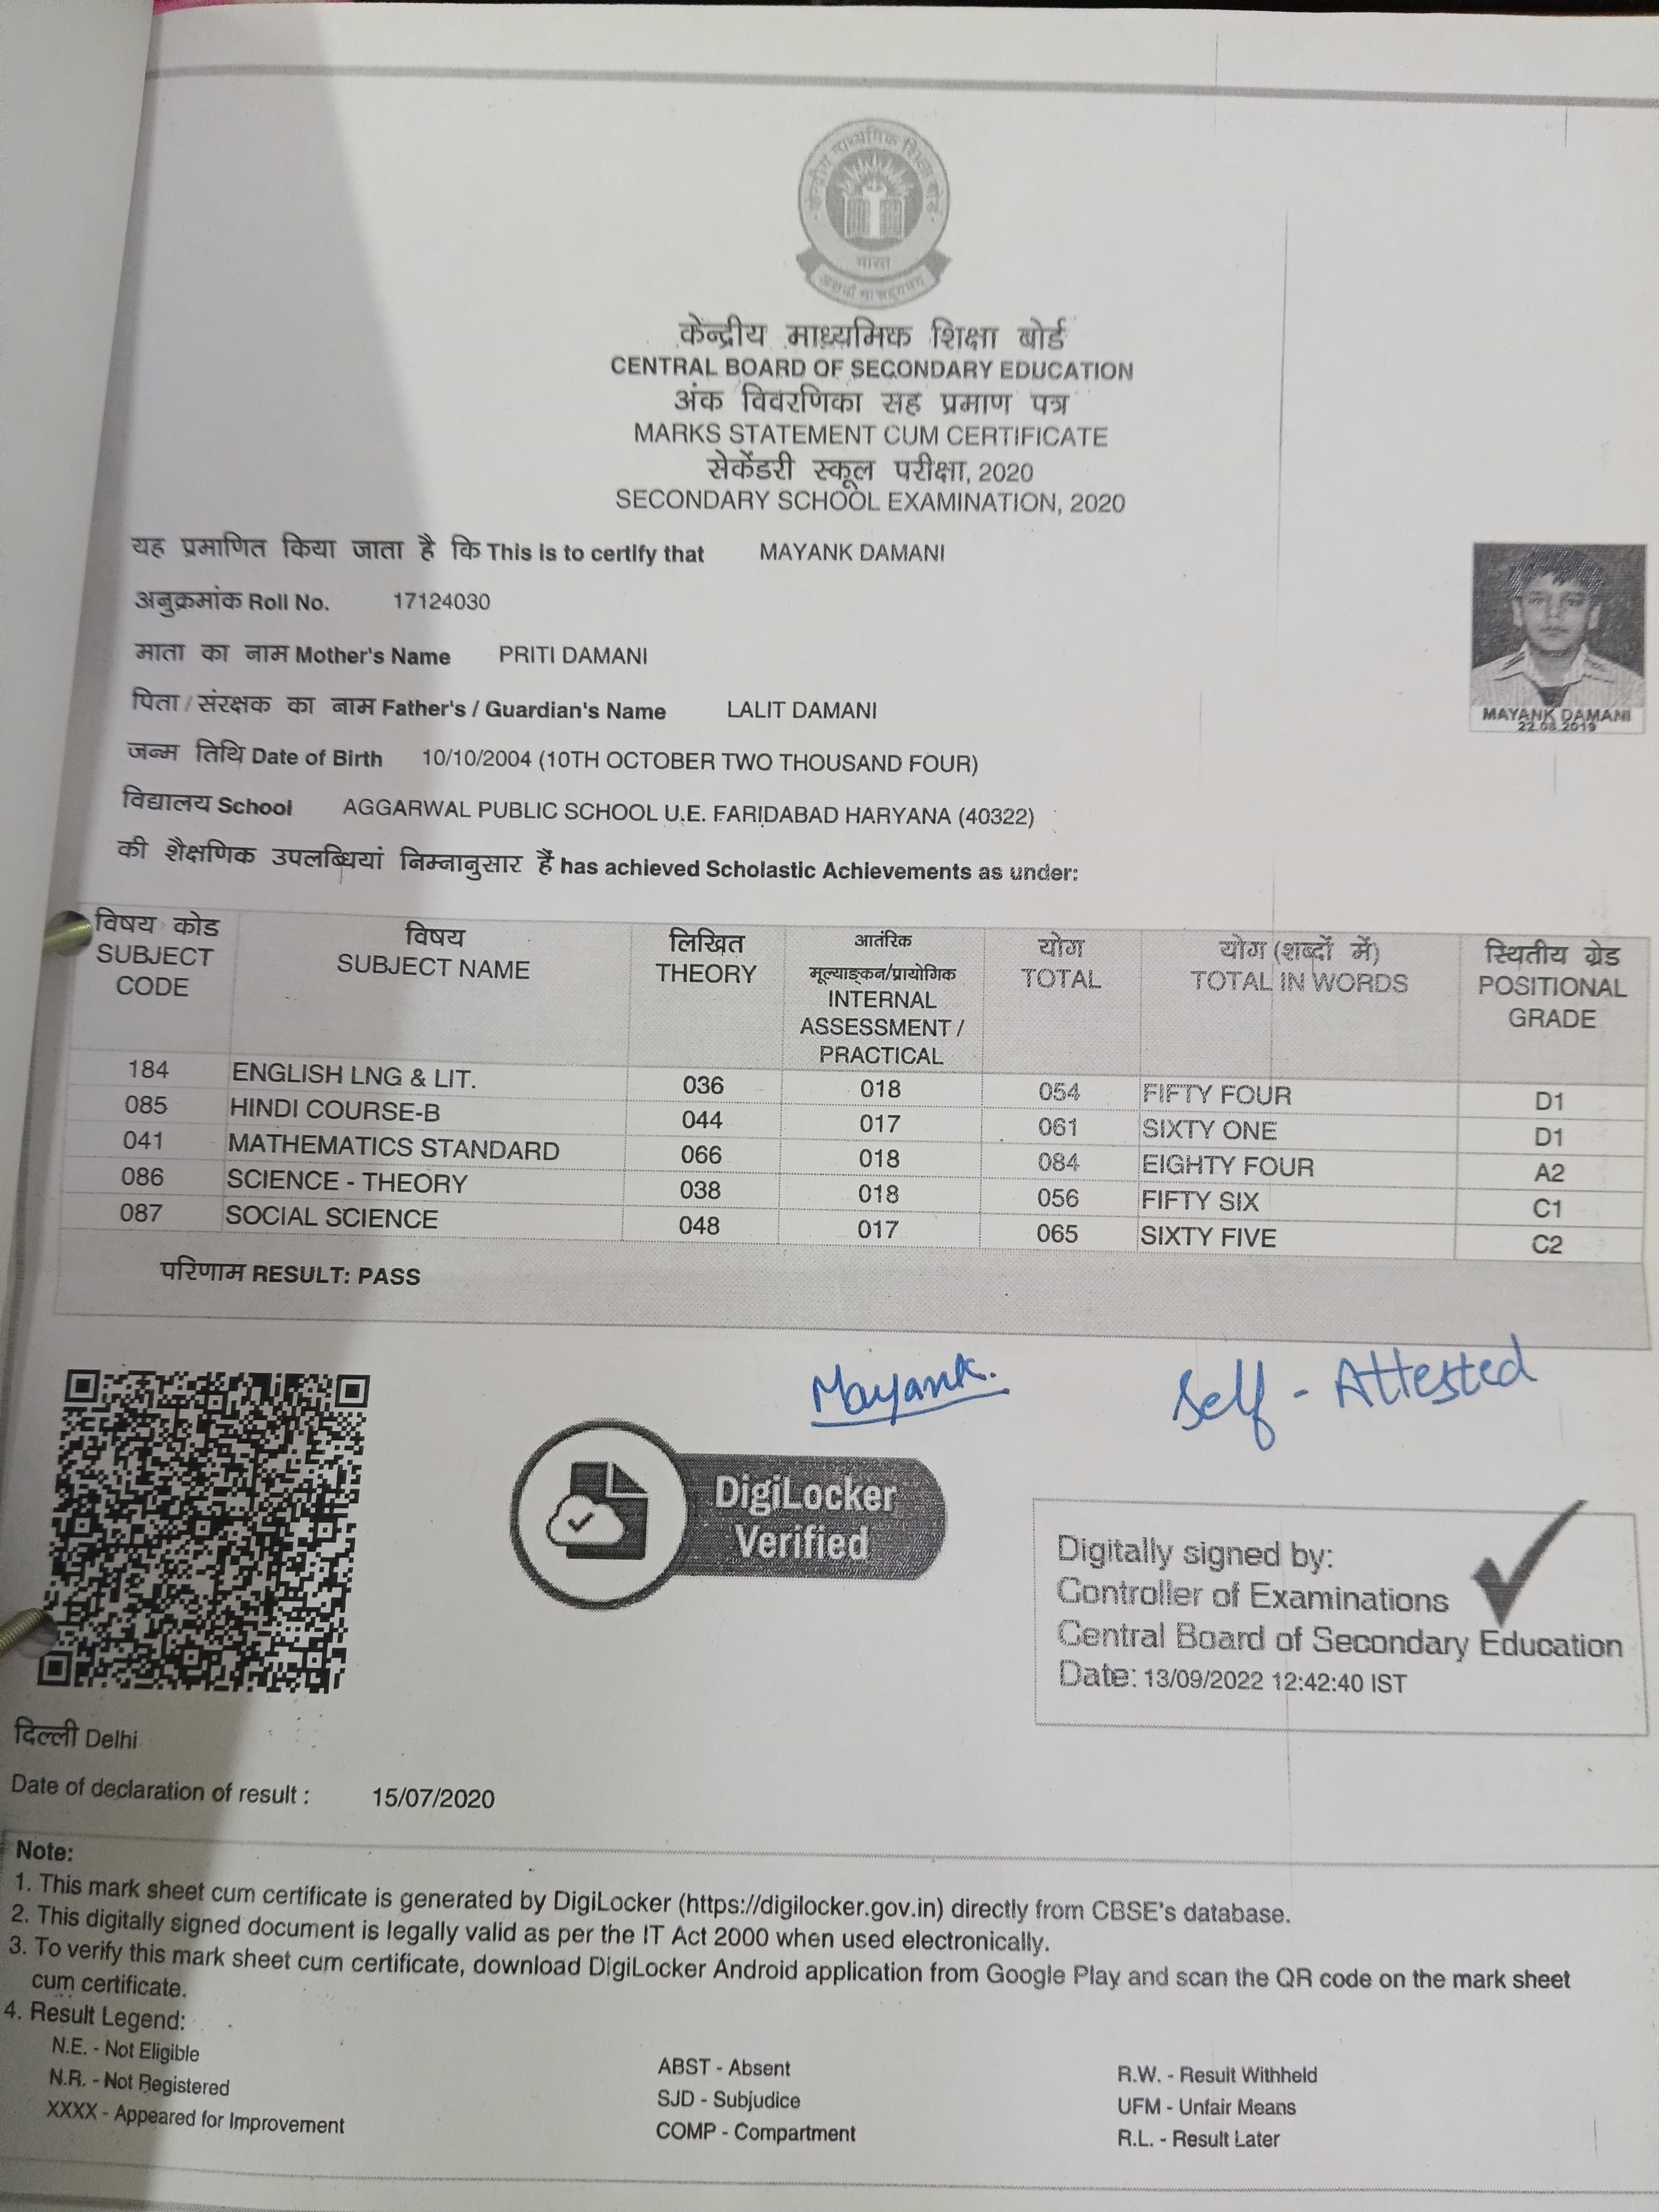 केन्द्रीय माध्यमिक शिक्षा बोर्ड
भारत
असतो मा सद्गमय
केन्द्रीय माध्यमिक शिक्षा बोर्ड
CENTRAL BOARD OF SECONDARY EDUCATION
अंक विवरणिका सह प्रमाण पत्र
MARKS STATEMENT CUM CERTIFICATE
सेकेंडरी स्कूल परीक्षा, 2020
SECONDARY SCHOOL EXAMINATION, 2020
यह प्रमाणित किया जाता है कि This is to certify that MAYANK DAMANI
अनुक्रमांक Roll No. 17124030
माता का नाम Mother's Name PRITI DAMANI
पिता / संरक्षक का नाम Father's / Guardian's Name LALIT DAMANI
MAYANK DAMANI
22.08.2019
जन्म तिथि Date of Birth 10/10/2004 (10TH OCTOBER TWO THOUSAND FOUR)
विद्यालय School AGGARWAL PUBLIC SCHOOL U.E. FARIDABAD HARYANA (40322)
की शैक्षणिक उपलब्धियां निम्नानुसार हैं has achieved Scholastic Achievements as under:
विषय कोड SUBJECT CODE विषय SUBJECT NAME लिखित THEORY आतंरिक मूल्याङ्कन/प्रायोगिक INTERNAL ASSESSMENT / PRACTICAL योग TOTAL योग (शब्दों में) TOTAL IN WORDS स्थितीय ग्रेड POSITIONAL GRADE
184 ENGLISH LNG & LIT. 036 018 054 FIFTY FOUR D1
085 HINDI COURSE-B 044 017 061 SIXTY ONE D1
041 MATHEMATICS STANDARD 066 018 084 EIGHTY FOUR A2
086 SCIENCE - THEORY 038 018 056 FIFTY SIX C1
087 SOCIAL SCIENCE 048 017 065 SIXTY FIVE C2
परिणाम RESULT: PASS
Mayank.
Self - Attested
DigiLocker
Verified
Digitally signed by:
Controller of Examinations
Central Board of Secondary Education
Date: 13/09/2022 12:42:40 IST
दिल्ली Delhi
Date of declaration of result : 15/07/2020
Note:
1. This mark sheet cum certificate is generated by DigiLocker (https://digilocker.gov.in) directly from CBSE's database.
2. This digitally signed document is legally valid as per the IT Act 2000 when used electronically.
3. To verify this mark sheet cum certificate, download DigiLocker Android application from Google Play and scan the QR code on the mark sheet
cum certificate.
4. Result Legend:
N.E. - Not Eligible
N.R. - Not Registered
XXXX - Appeared for Improvement
ABST - Absent
SJD - Subjudice
COMP - Compartment
R.W. - Result Withheld
UFM - Unfair Means
R.L. - Result Later